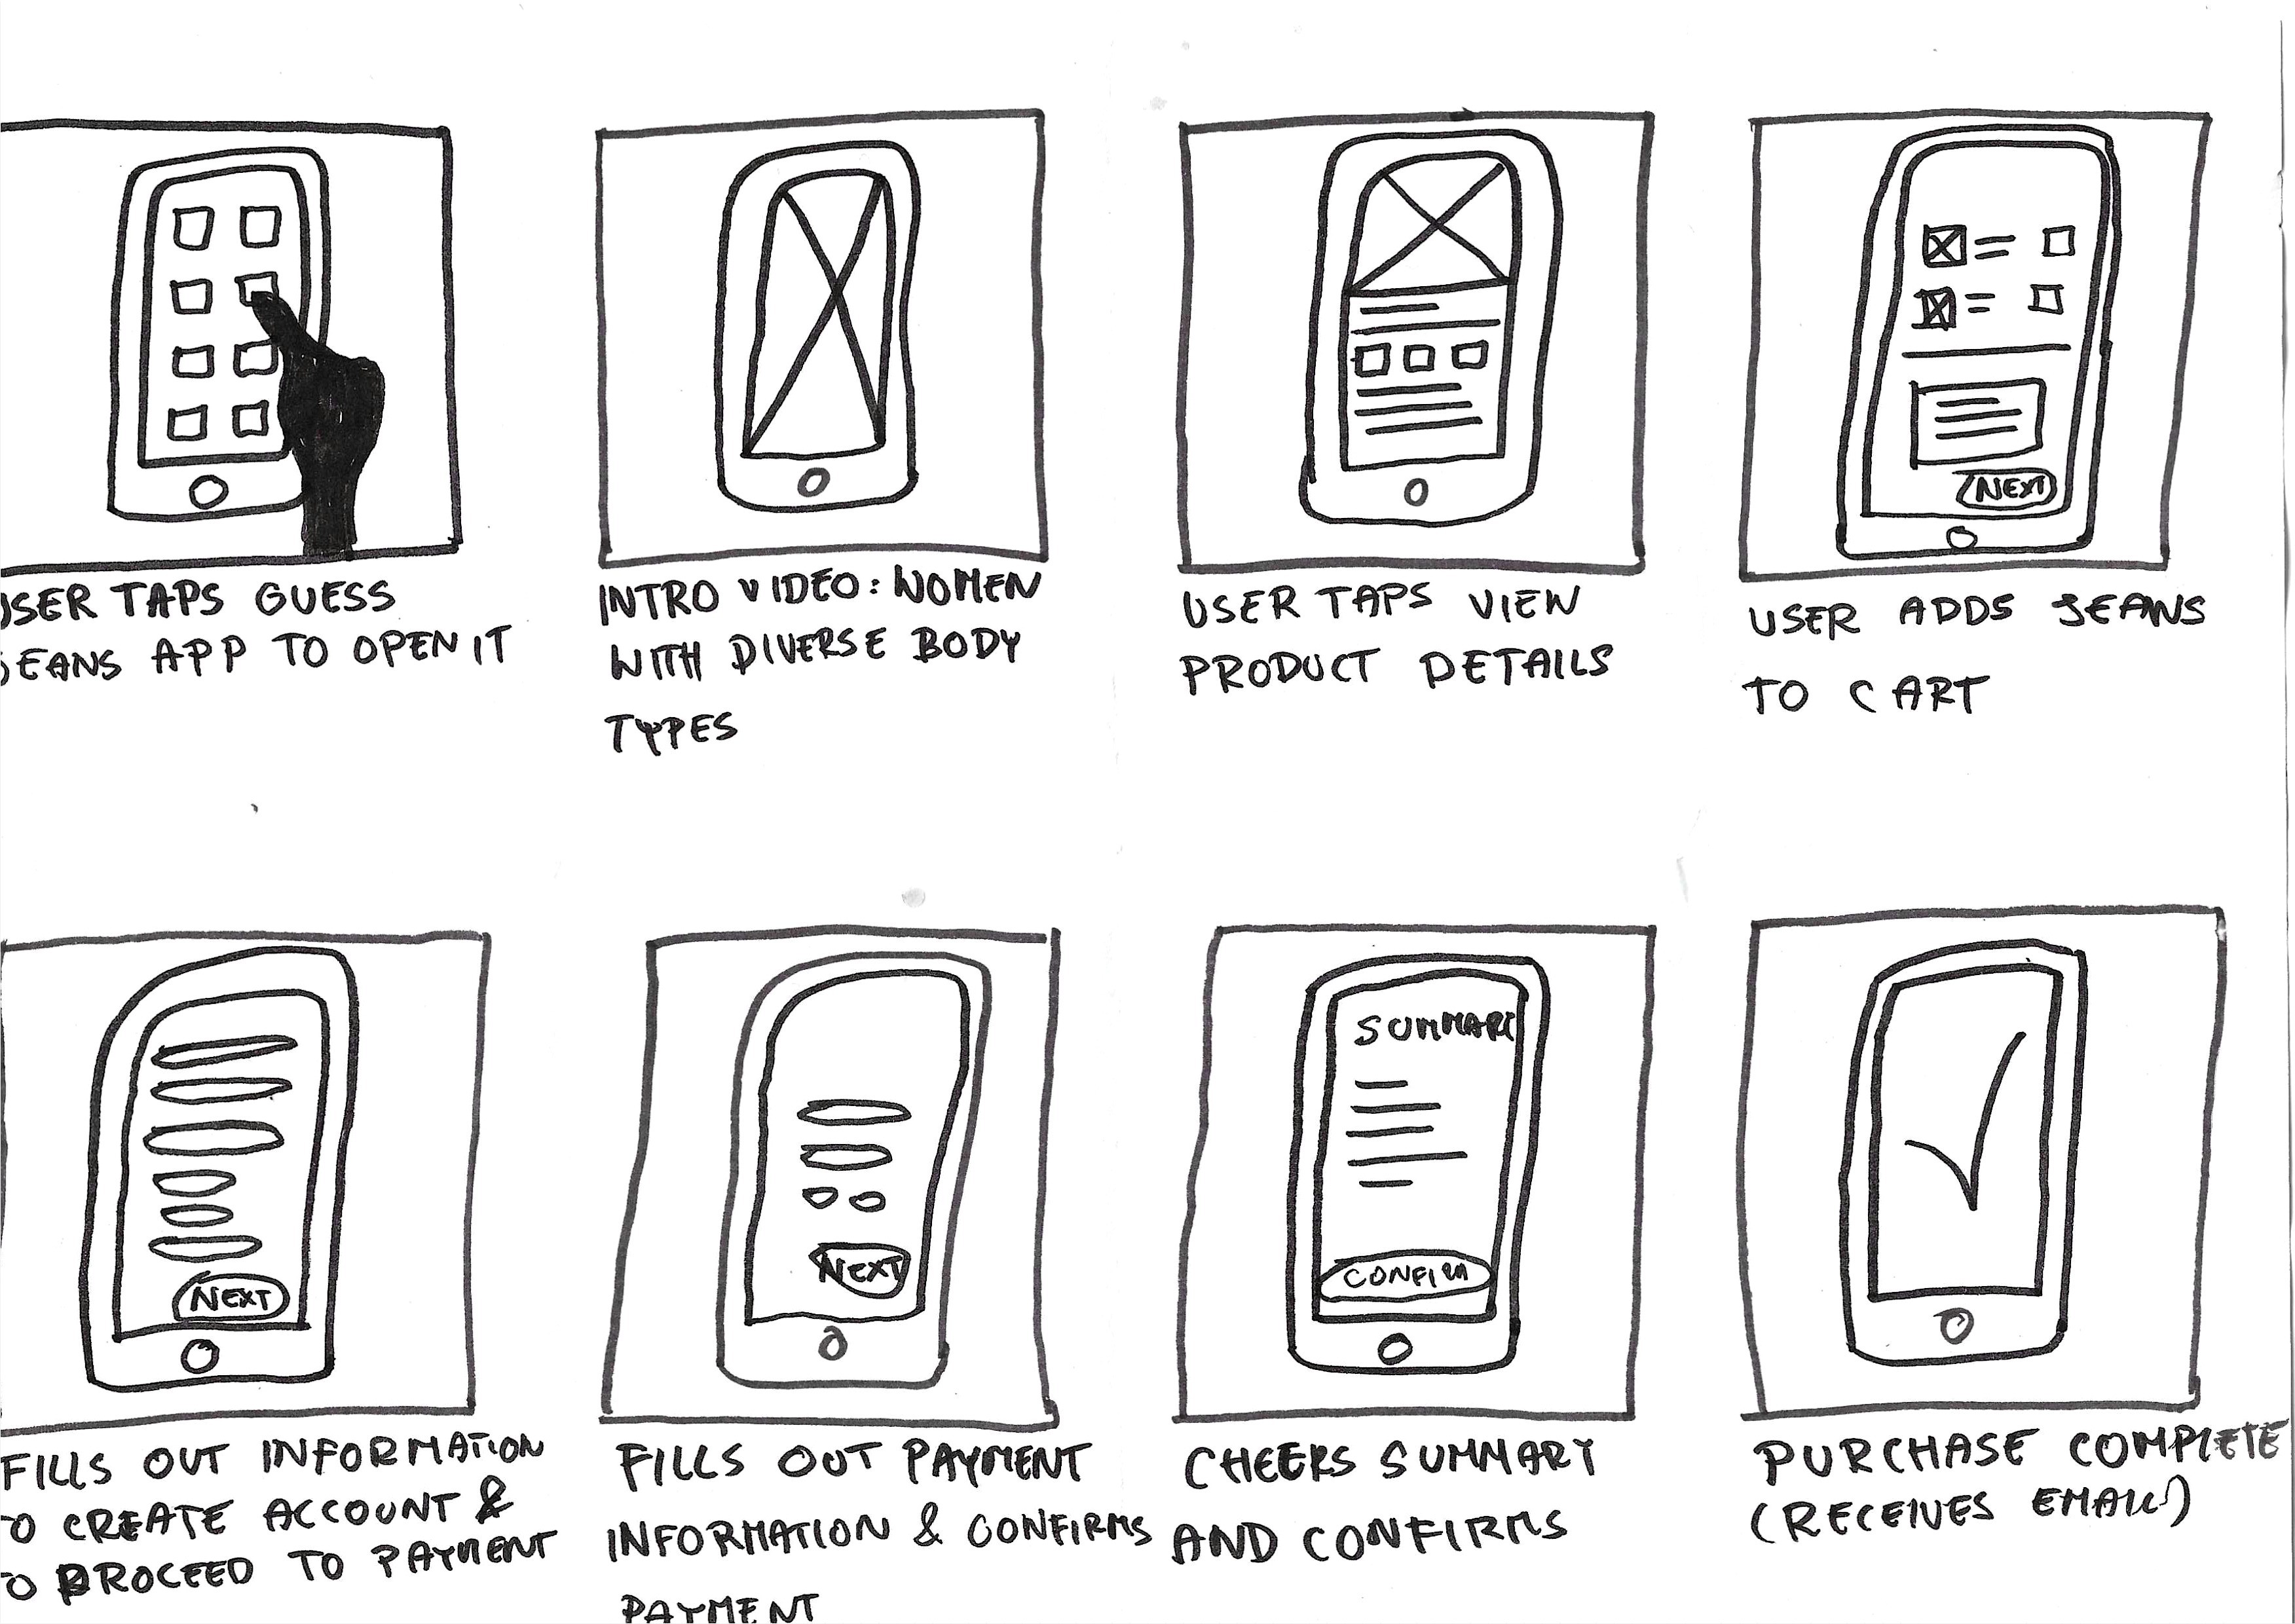 USER TAPS GUESS
JEANS APP TO OPEN IT
INTRO VIDEO: WOMEN
WITH DIVERSE BODY
TYPES
USER TAPS VIEW
PRODUCT DETAILS
NEXT
USER ADDS JEANS
TO CART
NEXT
FILLS OUT INFORMATION
TO CREATE ACCOUNT &
TO PROCEED TO PAYMENT
NEXT
FILLS OUT PAYMENT
INFORMATION & CONFIRMS
PAYMENT
SUMMARY
CONFIRM
CHEERS SUMMARY
AND CONFIRMS
PURCHASE COMPLETE
(RECEIVES EMAIL)